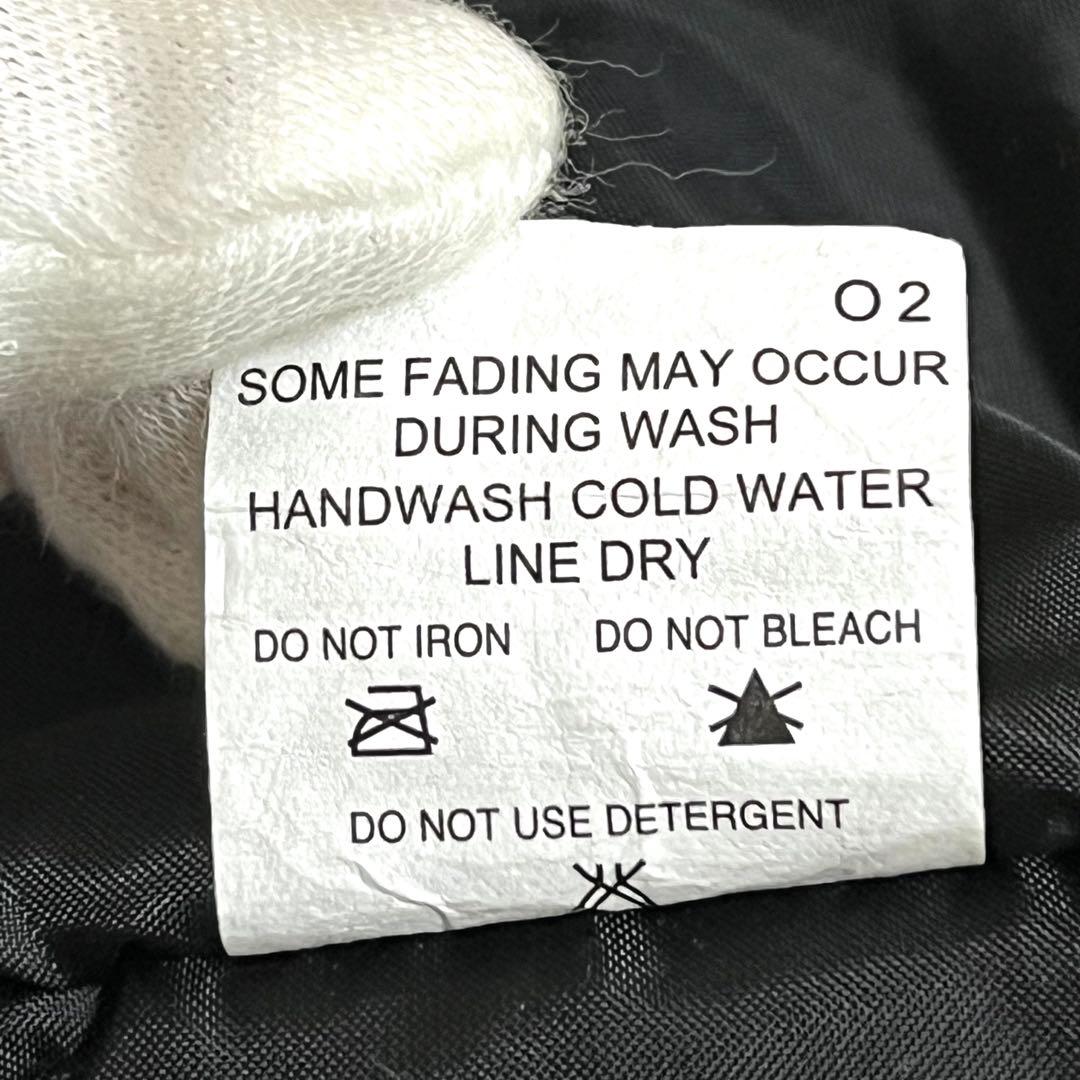 O 2
SOME FADING MAY OCCUR
DURING WASH
HANDWASH COLD WATER
LINE DRY
DO NOT IRON DO NOT BLEACH
DO NOT USE DETERGENT